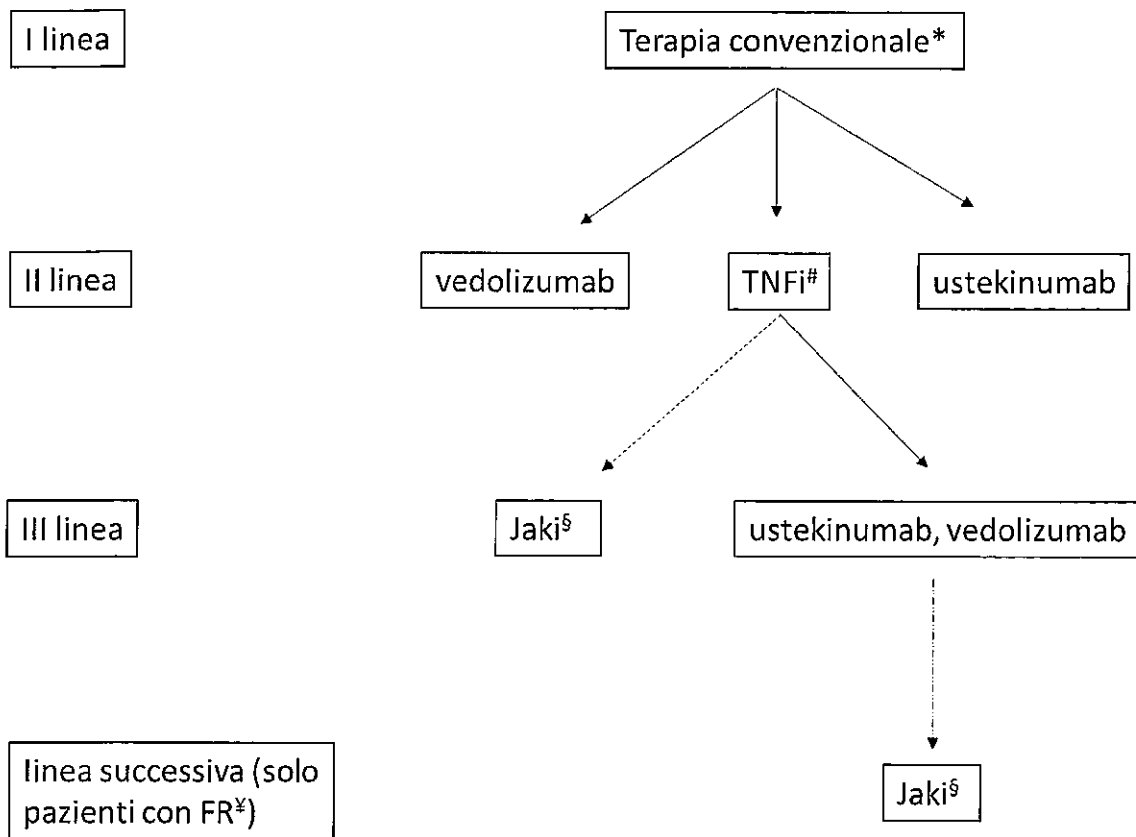 I linea
Terapia convenzionale*
II linea
vedolizumab
TNFi#
ustekinumab
III linea
Jaki§
ustekinumab, vedolizumab
linea successiva (solo
pazienti con FR¥)
Jaki§